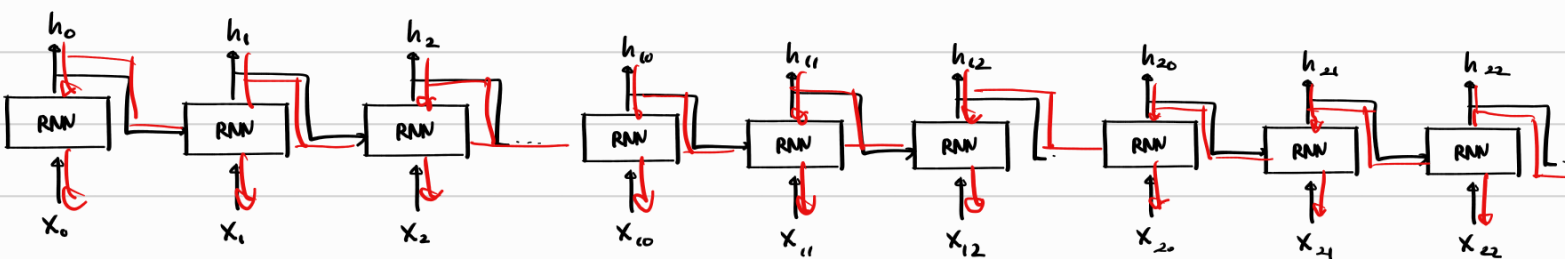 h₀ h₁ h₂ h₁₀ h₁₁ h₁₂ h₂₀ h₂₁ h₂₂
RNN RNN RNN RNN RNN RNN RNN RNN RNN
x₀ x₁ x₂ x₁₀ x₁₁ x₁₂ x₂₀ x₂₁ x₂₂